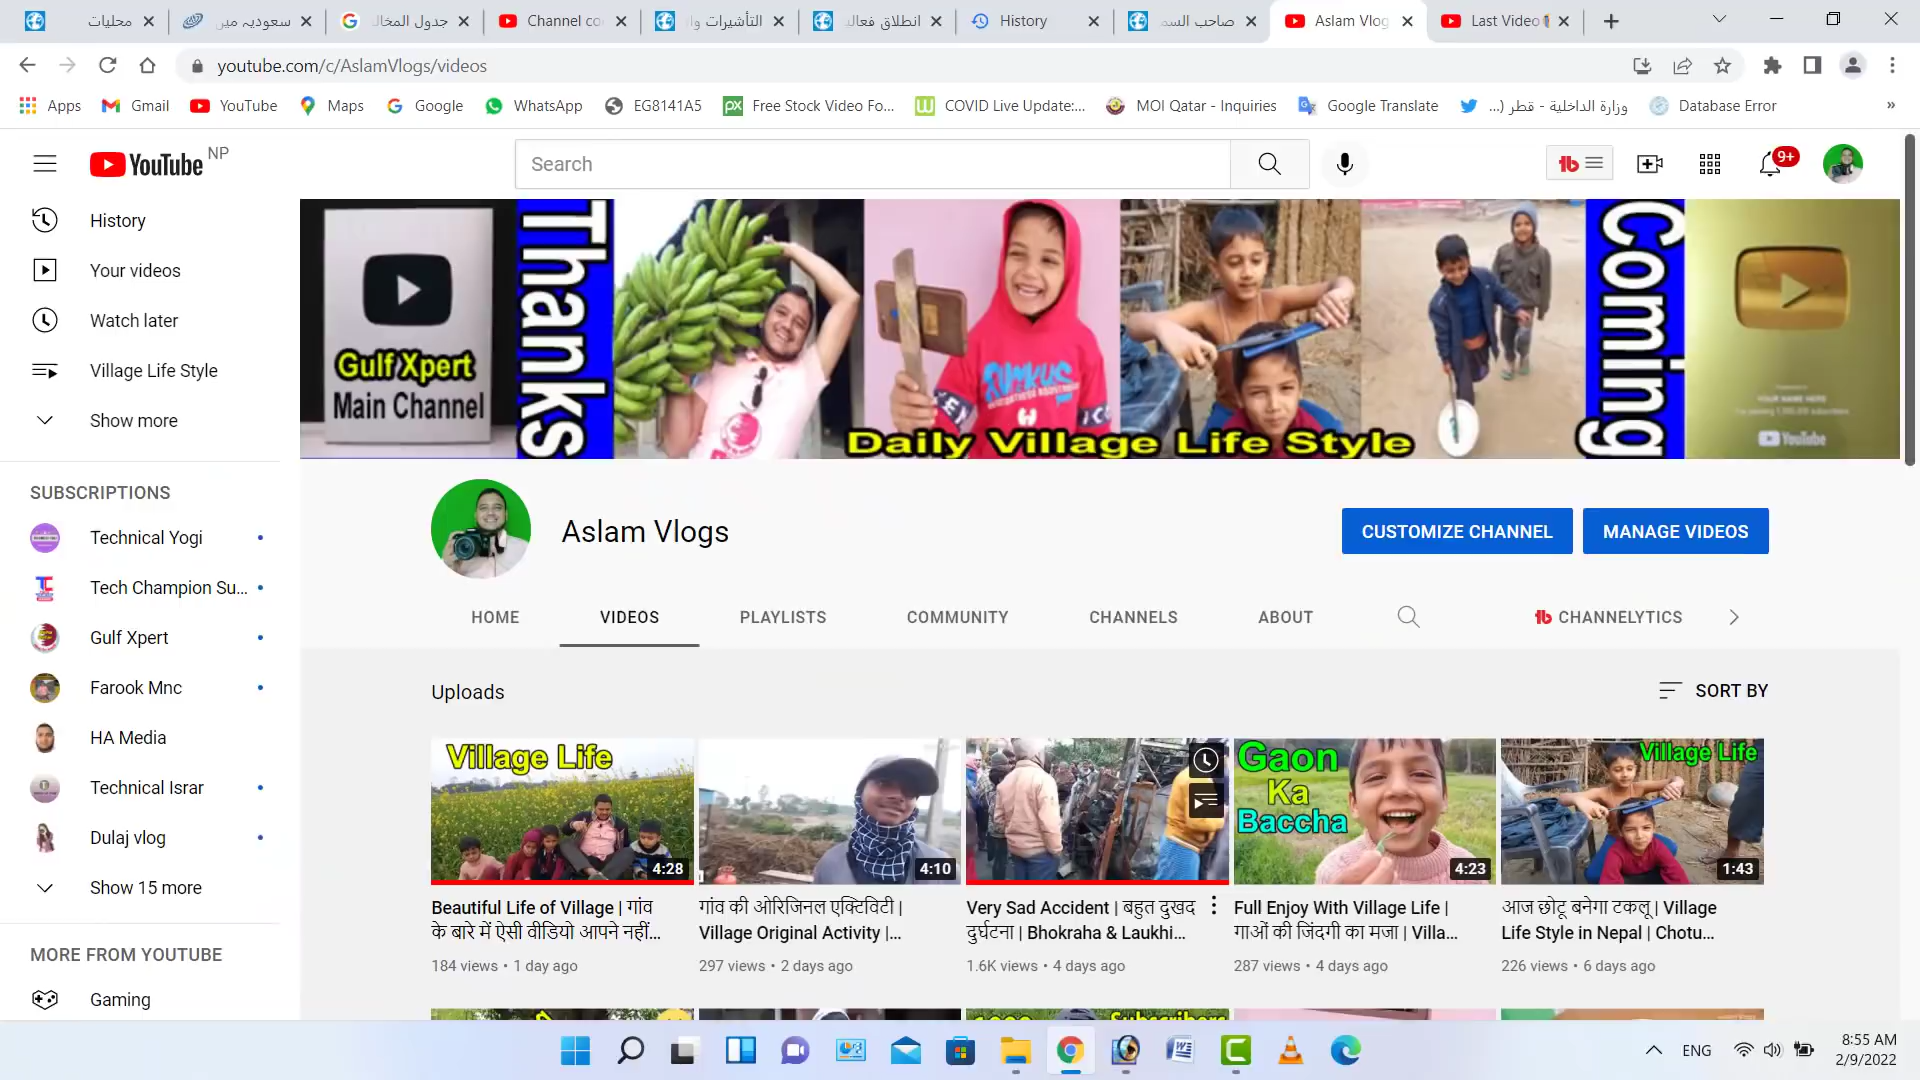 محليات
سعودیہ میں
جدول المخال
Channel co
التأشيرات وا
انطلاق فعالي
History
صاحب السم
Aslam Vlog
Last Video
youtube.com/c/AslamVlogs/videos
Apps
Gmail
YouTube
Maps
Google
WhatsApp
EG8141A5
Free Stock Video Fo...
COVID Live Update:...
MOI Qatar - Inquiries
Google Translate
وزارة الداخلية - قطر (...
Database Error
»
YouTube NP
Search
9+
History
Your videos
Watch later
Village Life Style
Show more
SUBSCRIPTIONS
Technical Yogi
Tech Champion Su...
Gulf Xpert
Farook Mnc
HA Media
Technical Israr
Dulaj vlog
Show 15 more
MORE FROM YOUTUBE
Gaming
Gulf Xpert
Main Channel
Thanks
Daily Village Life Style
Coming
YOUR NAME HERE
YouTube
Aslam Vlogs
CUSTOMIZE CHANNEL
MANAGE VIDEOS
HOME
VIDEOS
PLAYLISTS
COMMUNITY
CHANNELS
ABOUT
CHANNELYTICS
Uploads
SORT BY
Village Life
4:28
4:10
Gaon
Ka
Baccha
4:23
Village Life
1:43
Beautiful Life of Village | गांव
के बारे में ऐसी वीडियो आपने नहीं...
184 views • 1 day ago
गांव की ओरिजिनल एक्टिविटी |
Village Original Activity |...
297 views • 2 days ago
Very Sad Accident | बहुत दुखद
दुर्घटना | Bhokraha & Laukhi...
1.6K views • 4 days ago
Full Enjoy With Village Life |
गाओं की जिंदगी का मजा | Villa...
287 views • 4 days ago
आज छोटू बनेगा टकलू | Village
Life Style in Nepal | Chotu...
226 views • 6 days ago
Subscribers
ENG
8:55 AM
2/9/2022